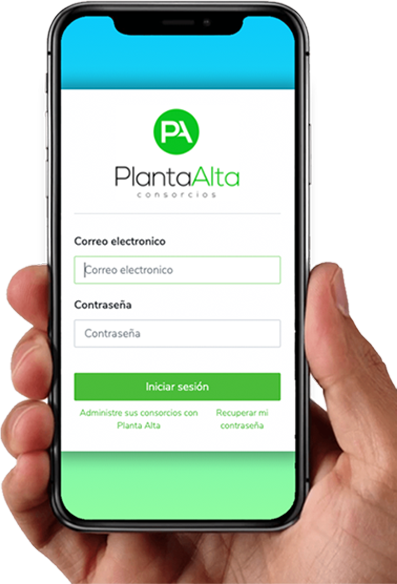 PA
PlantaAlta
consorcios
Correo electronico
Correo electronico
Contraseña
Contraseña
Iniciar sesión
Administre sus consorcios con
Planta Alta
Recuperar mi
contraseña